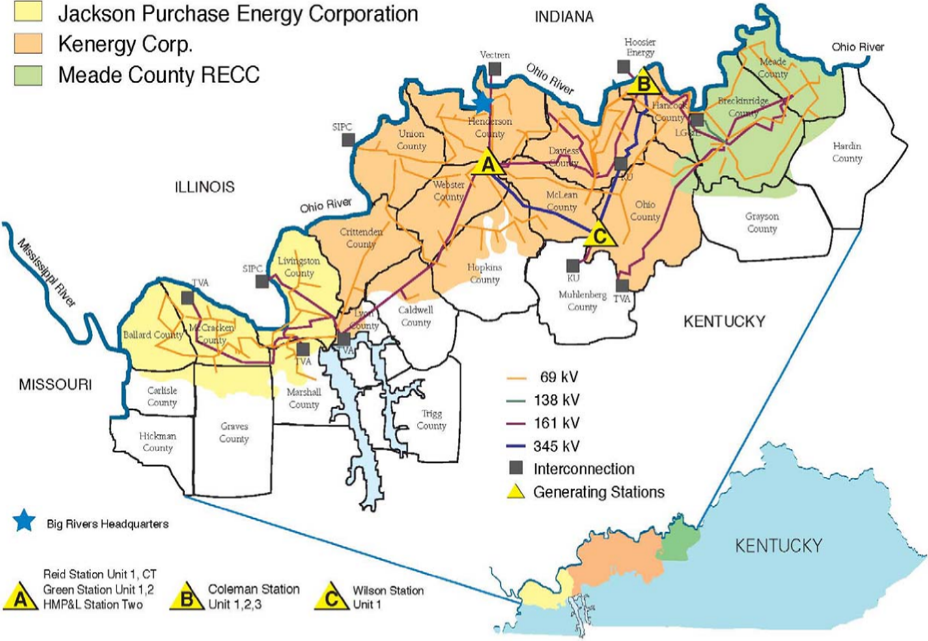 Jackson Purchase Energy Corporation
Kenergy Corp.
Meade County RECC
INDIANA
Hoosier
Energy
Vectren
Ohio River
Ohio River
Meade
County
B
Hancock
County
Breckinridge
County
Henderson
County
SIPC
Union
County
Daviess
County
Hardin
County
A
ILLINOIS
Webster
County
KU
McLean
County
Ohio
County
Ohio River
Grayson
County
Crittenden
County
C
Mississippi River
Livingston
County
SIPC
Hopkins
County
KU
TVA
TVA
Muhlenberg
County
Lyon
County
Caldwell
County
KENTUCKY
Ballard County
McCracken
County
TVA
TVA
MISSOURI
Carlisle
County
Marshall
County
69 kV
138 kV
161 kV
345 kV
Interconnection
Generating Stations
Trigg
County
Graves
County
Hickman
County
Big Rivers Headquarters
KENTUCKY
A
Reid Station Unit 1, CT
Green Station Unit 1,2
HMP&L Station Two
B
Coleman Station
Unit 1,2,3
C
Wilson Station
Unit 1